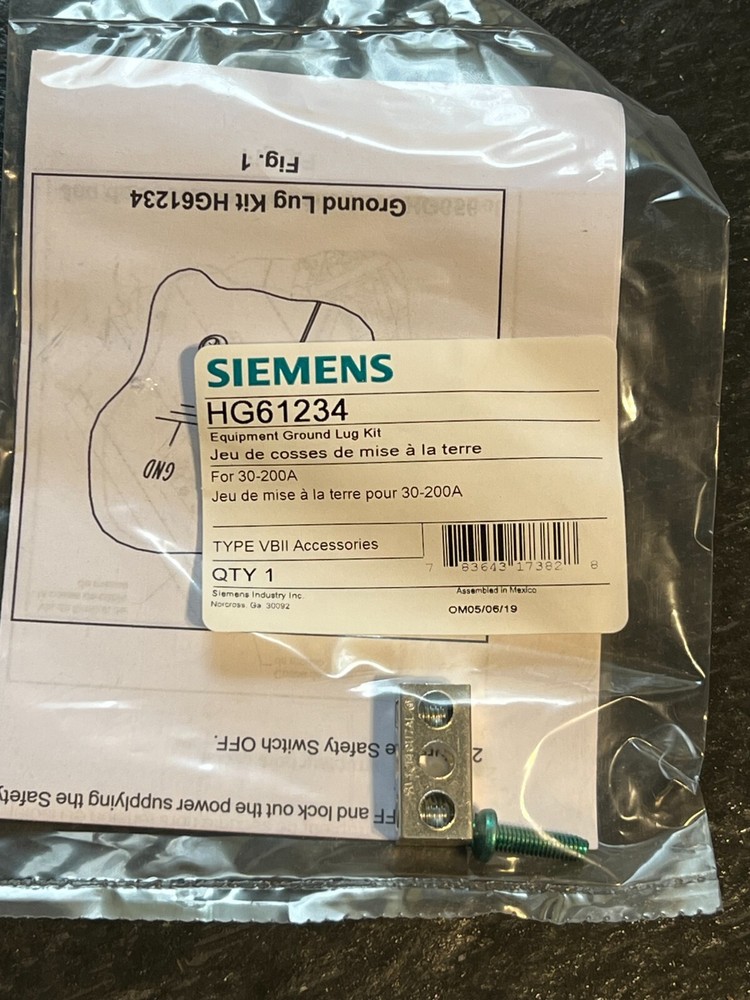 Fig. 1
Ground Lug Kit HG61234
GND
SIEMENS
HG61234
Equipment Ground Lug Kit
Jeu de cosses de mise à la terre
For 30-200A
Jeu de mise à la terre pour 30-200A
TYPE VBII Accessories
7 83643 17382 8
QTY 1
Siemens Industry Inc.
Norcross, Ga 30092
Assembled in Mexico
OM05/06/19
2
e Safety Switch OFF.
FF and lock out the power supplying the Safety